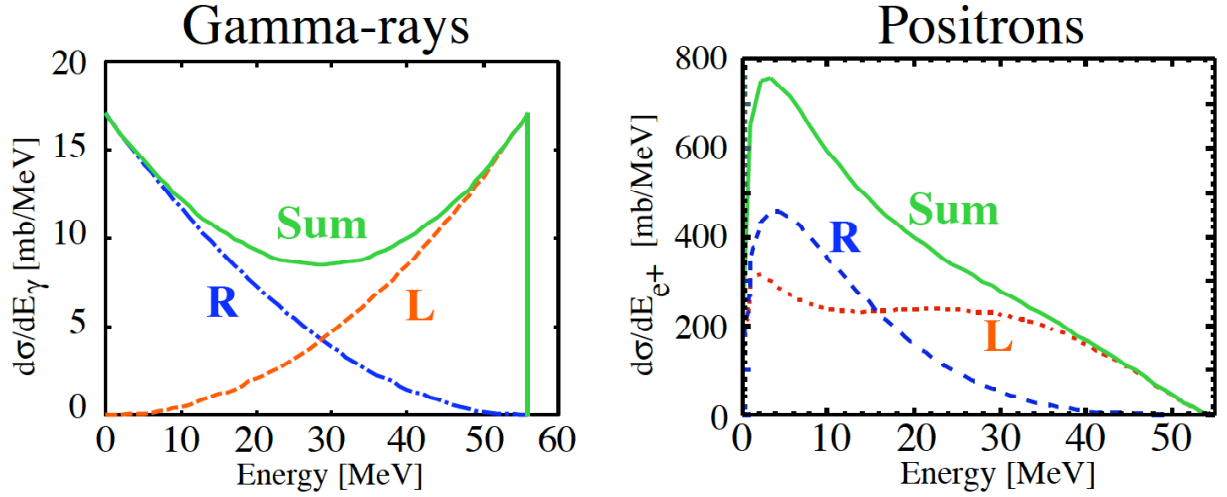 Gamma-rays
20
15
10
5
0
dσ/dEγ [mb/MeV]
Sum
R
L
0 10 20 30 40 50 60
Energy [MeV]
Positrons
800
600
400
200
0
dσ/dEe+ [mb/MeV]
Sum
R
L
0 10 20 30 40 50
Energy [MeV]